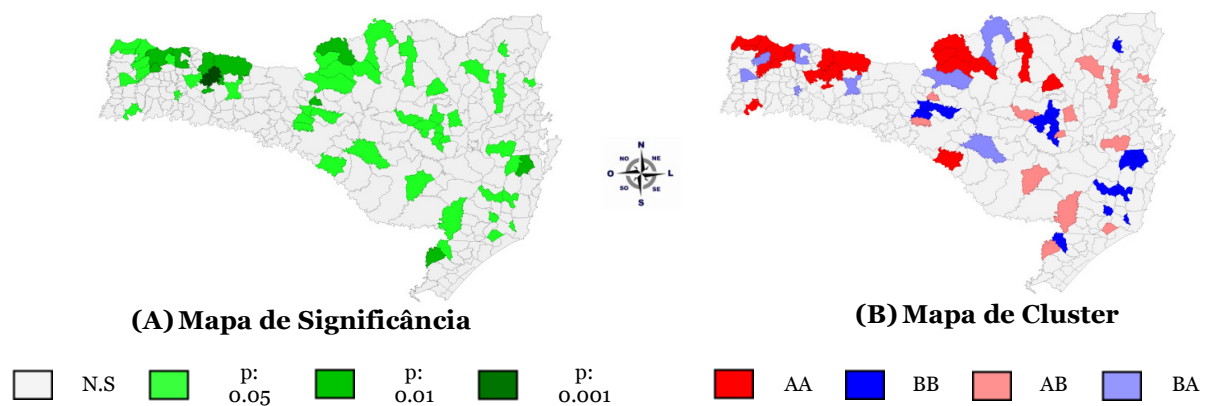 N
NO
NE
O
L
SO
SE
S
(A) Mapa de Significância
(B) Mapa de Cluster
N.S
p:
0.05
p:
0.01
p:
0.001
AA
BB
AB
BA